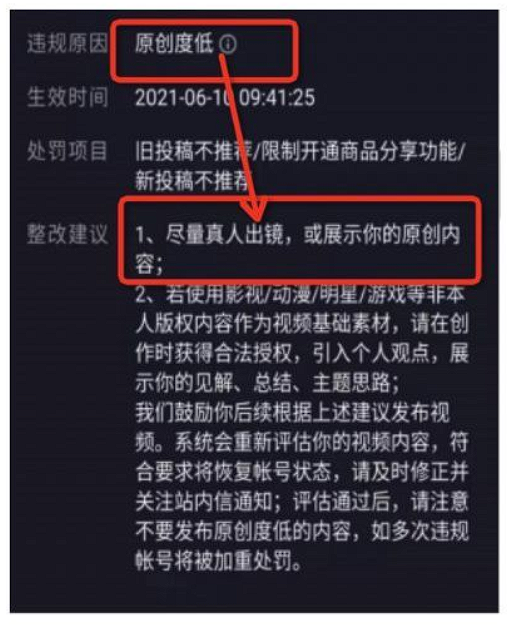 违规原因 原创度低
生效时间 2021-06-10 09:41:25
处罚项目 旧投稿不推荐/限制开通商品分享功能/
新投稿不推荐
整改建议 1、尽量真人出镜，或展示你的原创内
容；
2、若使用影视/动漫/明星/游戏等非本
人版权内容作为视频基础素材，请在创
作时获得合法授权，引入个人观点，展
示你的见解、总结、主题思路；
我们鼓励你后续根据上述建议发布视
频。系统会重新评估你的视频内容，符
合要求将恢复帐号状态，请及时修正并
关注站内信通知；评估通过后，请注意
不要发布原创度低的内容，如多次违规
帐号将被加重处罚。